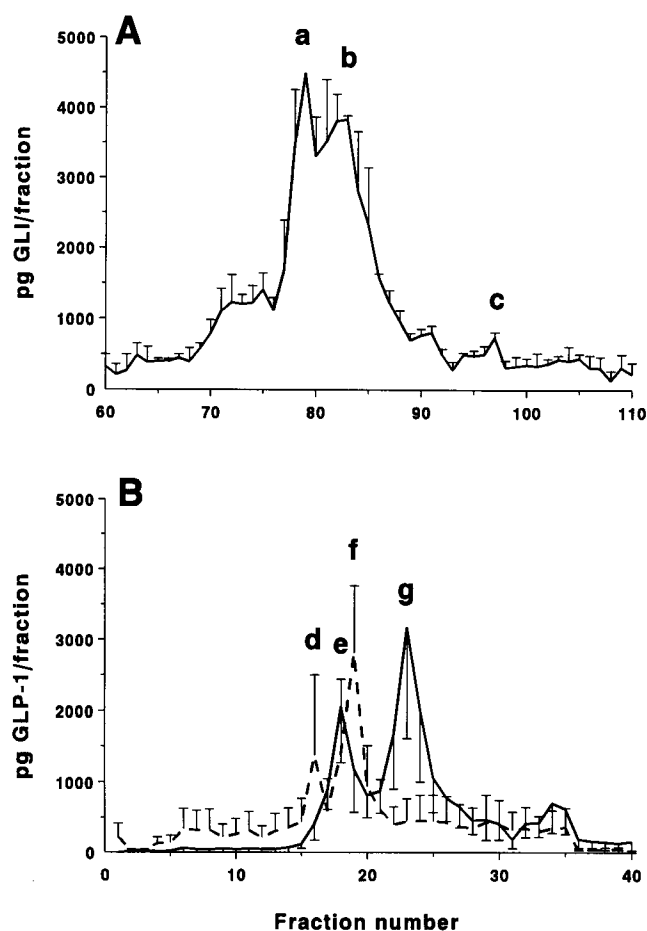 A
a
b
c
pg GLI/fraction
5000
4000
3000
2000
1000
0
60 70 80 90 100 110
B
d
e
f
g
pg GLP-1/fraction
5000
4000
3000
2000
1000
0
0 10 20 30 40
Fraction number